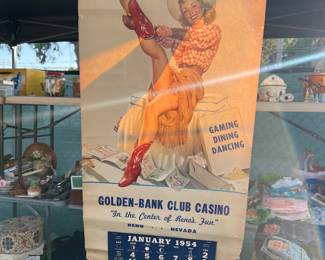 GAMING
DINING
DANCING
GOLDEN-BANK CLUB CASINO
"In the Center of Reno's Fun"
RENO NEVADA
JANUARY 1954